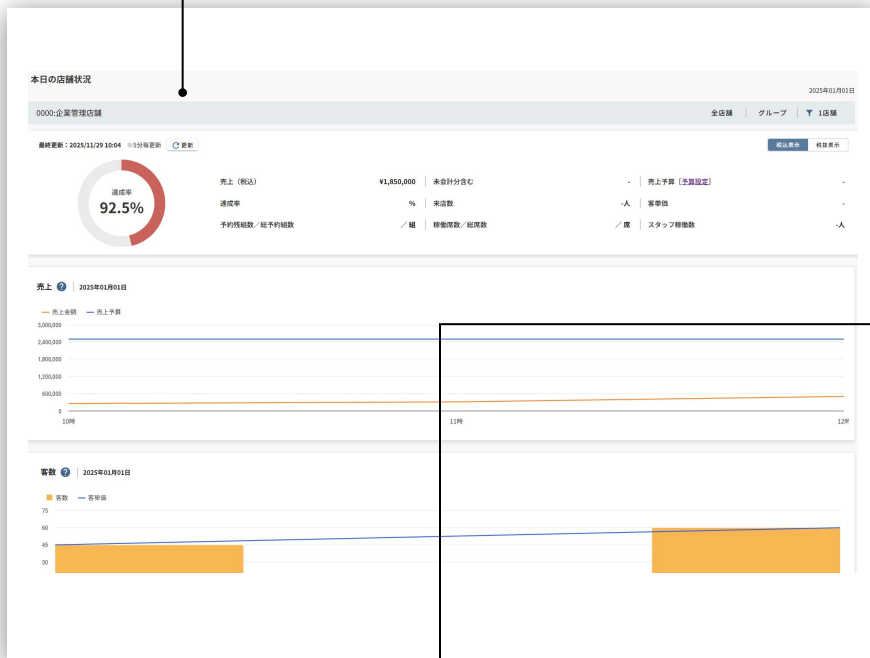 本日の店舗状況
2025年01月01日
0000:企業管理店舗 全店舗 グループ 1店舗
最終更新：2025/11/29 10:04 ※5分毎更新 更新 税込表示 税抜表示
達成率
92.5%
売上（税込） ¥1,850,000 未会計分含む - 売上予算［予算設定］ -
達成率 % 来店数 -人 客単価 -
予約残組数／総予約組数 ／組 稼働席数／総席数 ／席 スタッフ稼働数 -人
売上 ? 2025年01月01日
売上金額 売上予算
3,000,000
2,400,000
1,800,000
1,200,000
600,000
0
10時 11時 12時
客数 ? 2025年01月01日
客数 客単価
75
60
45
30